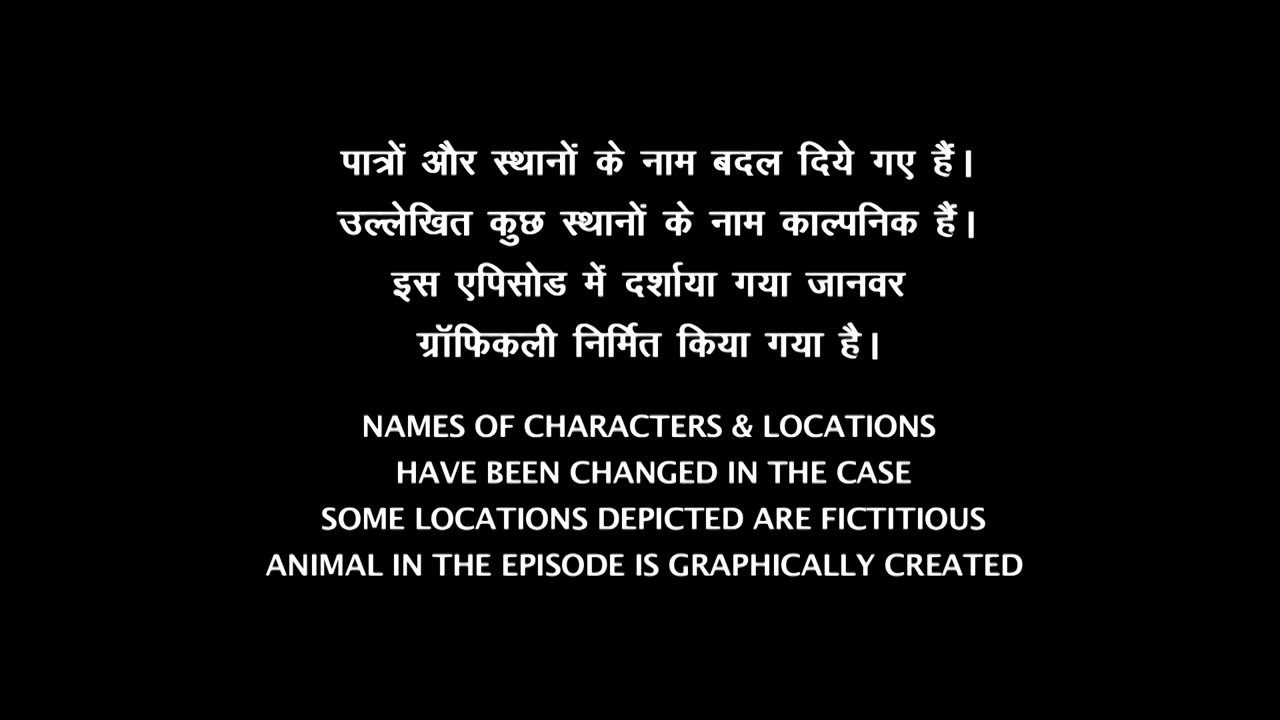 पात्रों और स्थानों के नाम बदल दिये गए हैं।
उल्लेखित कुछ स्थानों के नाम काल्पनिक हैं।
इस एपिसोड में दर्शाया गया जानवर
ग्रॉफिकली निर्मित किया गया है।
NAMES OF CHARACTERS & LOCATIONS
HAVE BEEN CHANGED IN THE CASE
SOME LOCATIONS DEPICTED ARE FICTITIOUS
ANIMAL IN THE EPISODE IS GRAPHICALLY CREATED